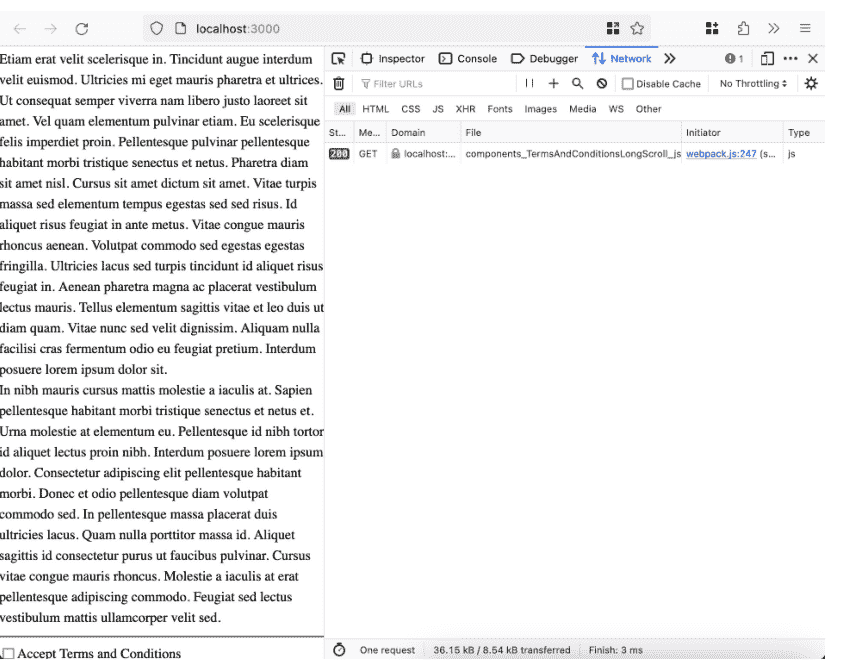 localhost:3000
Etiam erat velit scelerisque in. Tincidunt augue interdum
velit euismod. Ultricies mi eget mauris pharetra et ultrices.
Ut consequat semper viverra nam libero justo laoreet sit
amet. Vel quam elementum pulvinar etiam. Eu scelerisque
felis imperdiet proin. Pellentesque pulvinar pellentesque
habitant morbi tristique senectus et netus. Pharetra diam
sit amet nisl. Cursus sit amet dictum sit amet. Vitae turpis
massa sed elementum tempus egestas sed sed risus. Id
aliquet risus feugiat in ante metus. Vitae congue mauris
rhoncus aenean. Volutpat commodo sed egestas egestas
fringilla. Ultricies lacus sed turpis tincidunt id aliquet risus
feugiat in. Aenean pharetra magna ac placerat vestibulum
lectus mauris. Tellus elementum sagittis vitae et leo duis ut
diam quam. Vitae nunc sed velit dignissim. Aliquam nulla
facilisi cras fermentum odio eu feugiat pretium. Interdum
posuere lorem ipsum dolor sit.
In nibh mauris cursus mattis molestie a iaculis at. Sapien
pellentesque habitant morbi tristique senectus et netus et.
Urna molestie at elementum eu. Pellentesque id nibh tortor
id aliquet lectus proin nibh. Interdum posuere lorem ipsum
dolor. Consectetur adipiscing elit pellentesque habitant
morbi. Donec et odio pellentesque diam volutpat
commodo sed. In pellentesque massa placerat duis
ultricies lacus. Quam nulla porttitor massa id. Aliquet
sagittis id consectetur purus ut faucibus pulvinar. Cursus
vitae congue mauris rhoncus. Molestie a iaculis at erat
pellentesque adipiscing commodo. Feugiat sed lectus
vestibulum mattis ullamcorper velit sed.
Accept Terms and Conditions
Inspector Console Debugger Network 1
Filter URLs Disable Cache No Throttling
All HTML CSS JS XHR Fonts Images Media WS Other
St... Me... Domain File Initiator Type
200 GET localhost:... components_TermsAndConditionsLongScroll_js webpack.js:247 (s... js
One request 36.15 kB / 8.54 kB transferred Finish: 3 ms